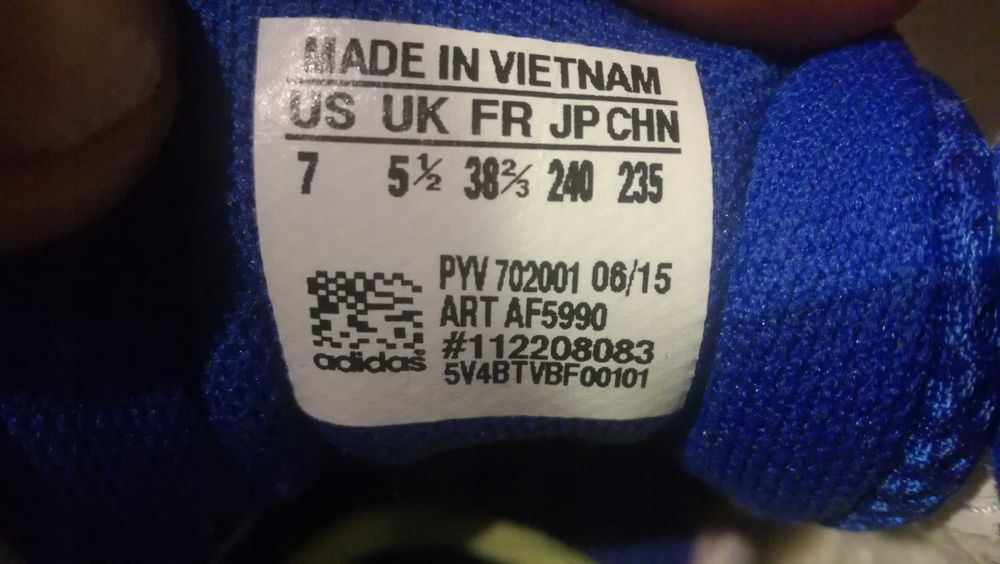 MADE IN VIETNAM
US UK FR JP CHN
7 5½ 38⅔ 240 235
PYV 702001 06/15
ART AF5990
#112208083
5V4BTVBF00101
adidas